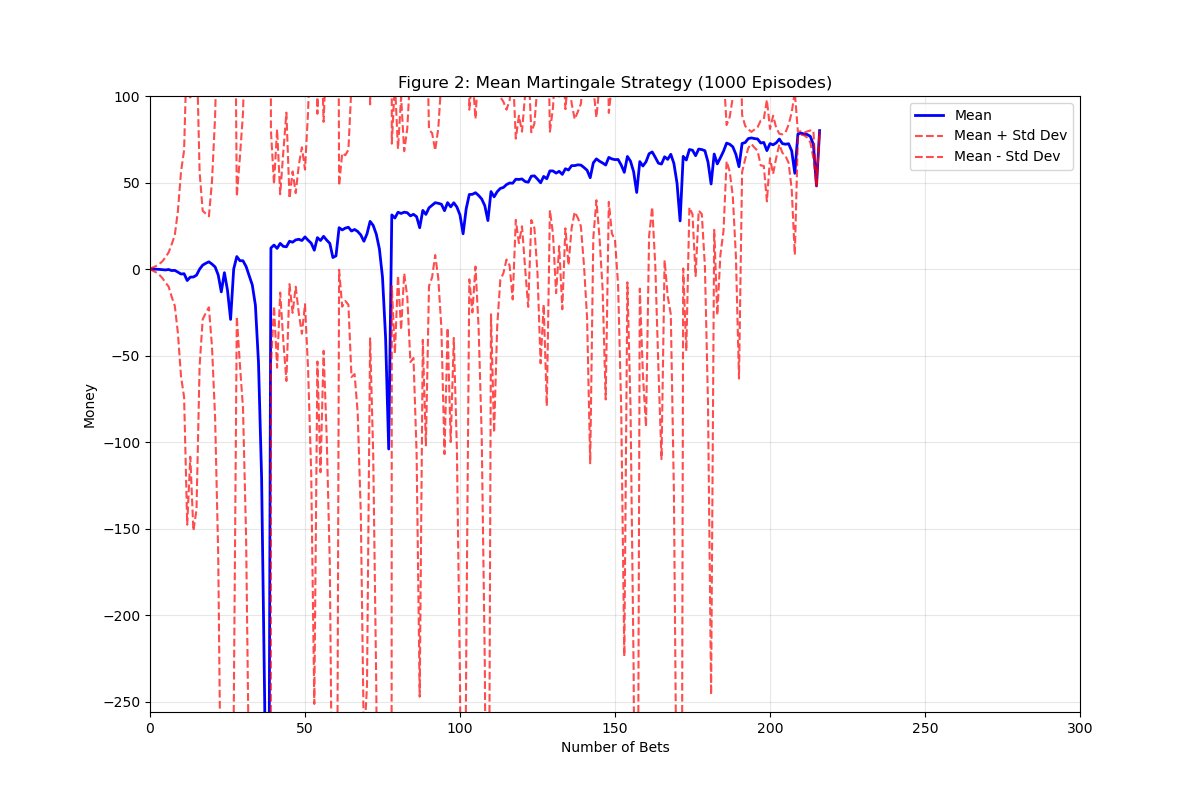 Figure 2: Mean Martingale Strategy (1000 Episodes)
100
50
0
−50
−100
−150
−200
−250
Money
Mean
Mean + Std Dev
Mean - Std Dev
0 50 100 150 200 250 300
Number of Bets